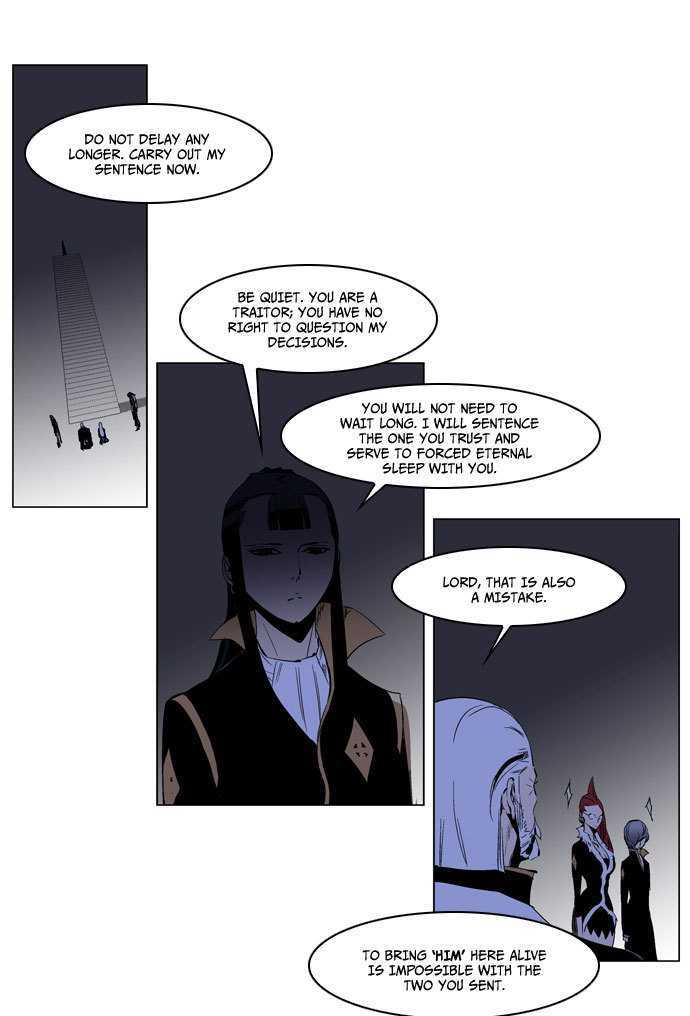 DO NOT DELAY ANY
LONGER. CARRY OUT MY
SENTENCE NOW.
BE QUIET. YOU ARE A
TRAITOR; YOU HAVE NO
RIGHT TO QUESTION MY
DECISIONS.
YOU WILL NOT NEED TO
WAIT LONG. I WILL SENTENCE
THE ONE YOU TRUST AND
SERVE TO FORCED ETERNAL
SLEEP WITH YOU.
LORD, THAT IS ALSO
A MISTAKE.
TO BRING 'HIM' HERE ALIVE
IS IMPOSSIBLE WITH THE
TWO YOU SENT.